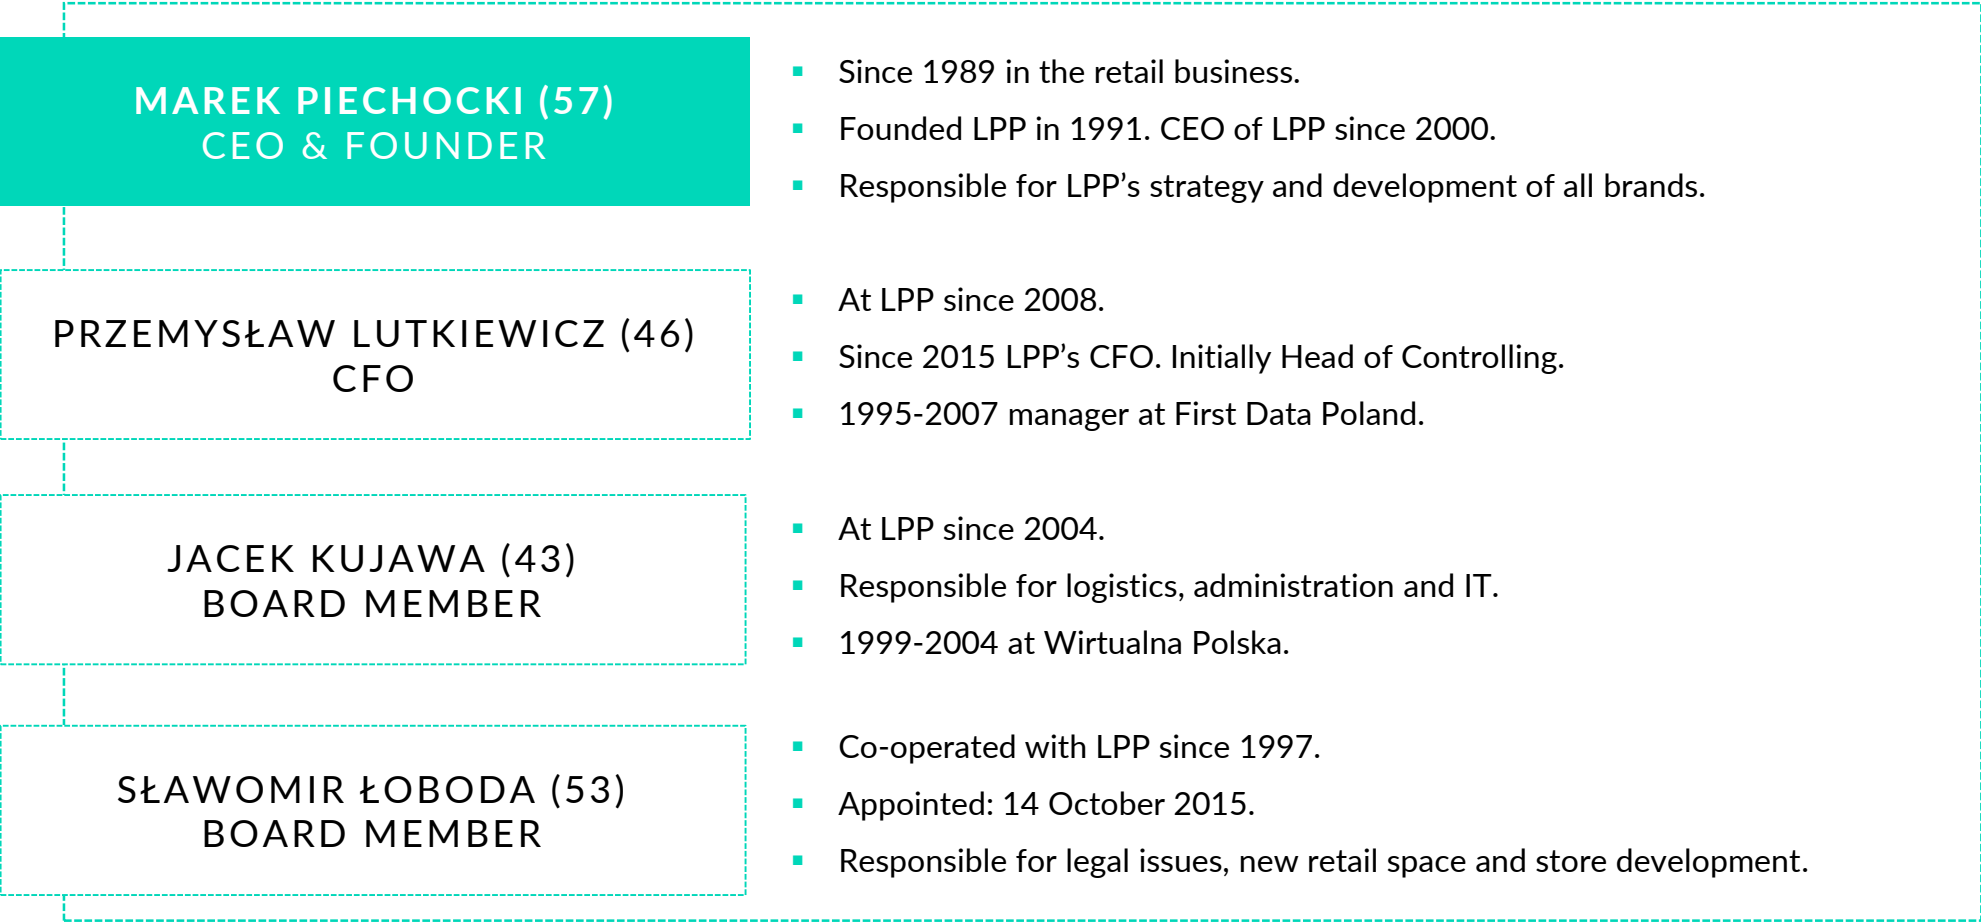 MAREK PIECHOCKI (57)
CEO & FOUNDER
Since 1989 in the retail business.
Founded LPP in 1991. CEO of LPP since 2000.
Responsible for LPP’s strategy and development of all brands.
PRZEMYSŁAW LUTKIEWICZ (46)
CFO
At LPP since 2008.
Since 2015 LPP’s CFO. Initially Head of Controlling.
1995-2007 manager at First Data Poland.
JACEK KUJAWA (43)
BOARD MEMBER
At LPP since 2004.
Responsible for logistics, administration and IT.
1999-2004 at Wirtualna Polska.
SŁAWOMIR ŁOBODA (53)
BOARD MEMBER
Co-operated with LPP since 1997.
Appointed: 14 October 2015.
Responsible for legal issues, new retail space and store development.